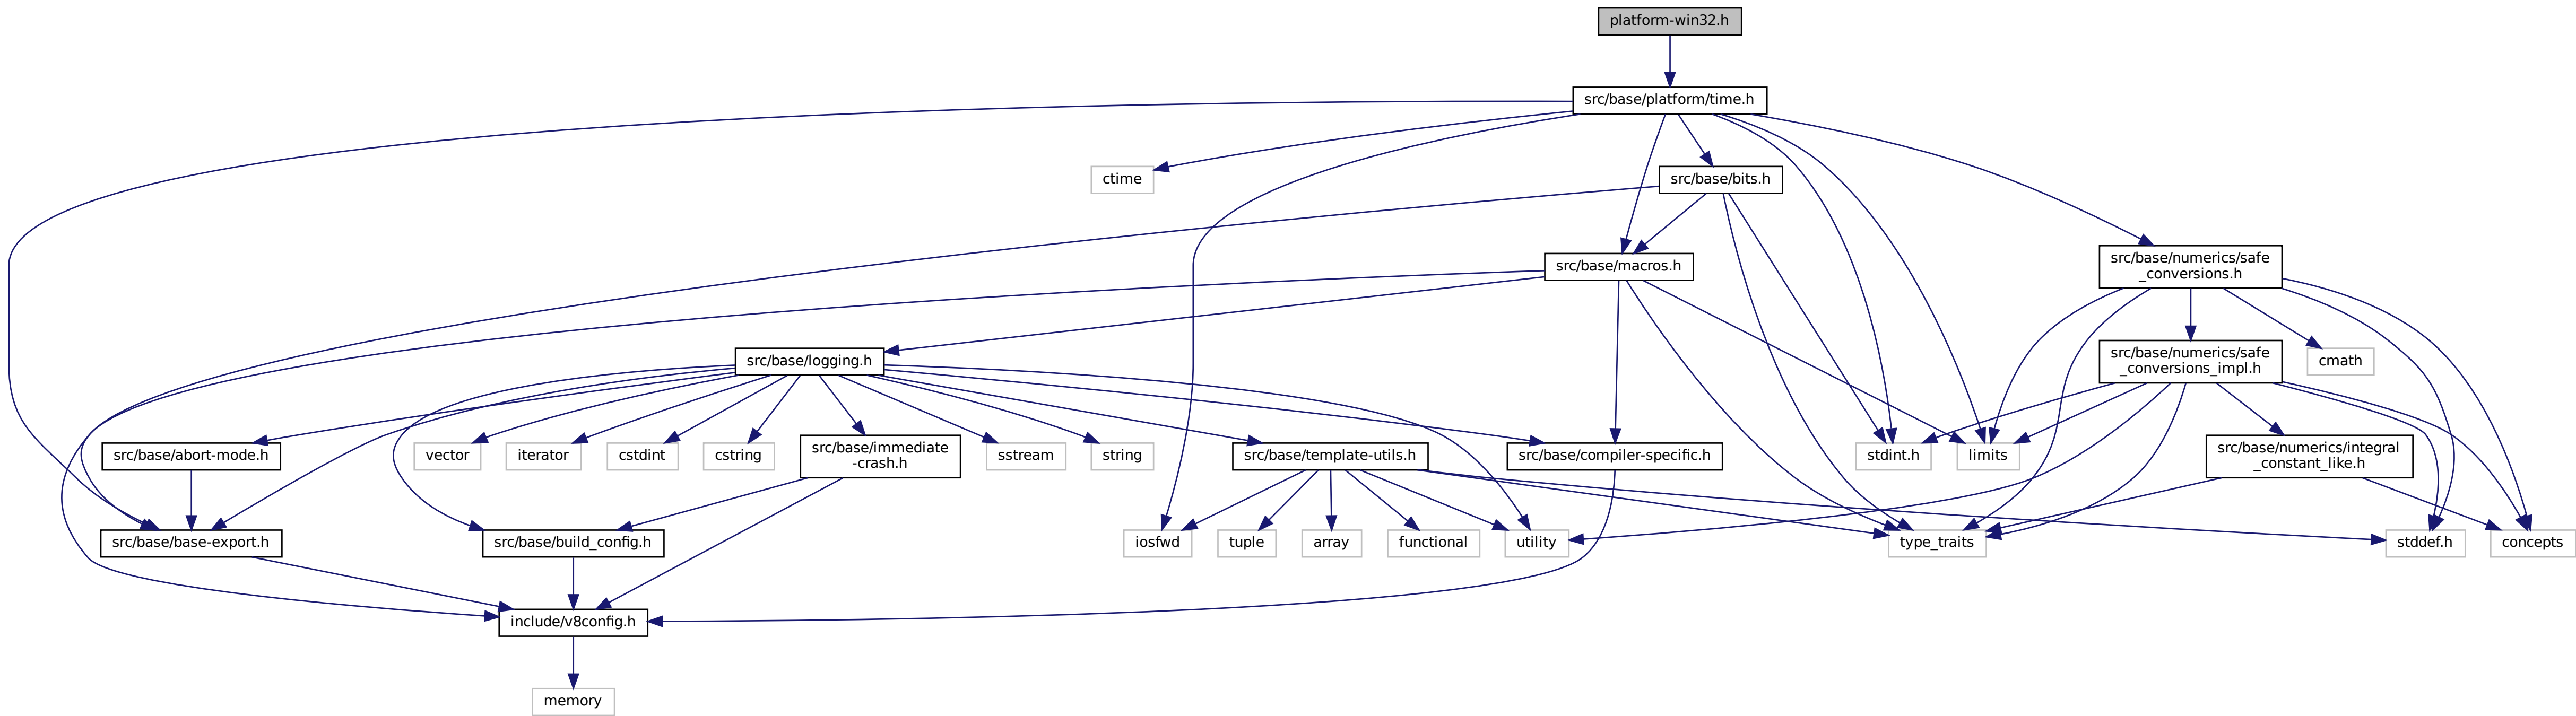 platform-win32.h
src/base/platform/time.h
ctime
src/base/bits.h
src/base/macros.h
src/base/numerics/safe
_conversions.h
src/base/logging.h
src/base/numerics/safe
_conversions_impl.h
cmath
src/base/abort-mode.h
vector
iterator
cstdint
cstring
src/base/immediate
-crash.h
sstream
string
src/base/template-utils.h
src/base/compiler-specific.h
stdint.h
limits
src/base/numerics/integral
_constant_like.h
src/base/base-export.h
src/base/build_config.h
iosfwd
tuple
array
functional
utility
type_traits
stddef.h
concepts
include/v8config.h
memory